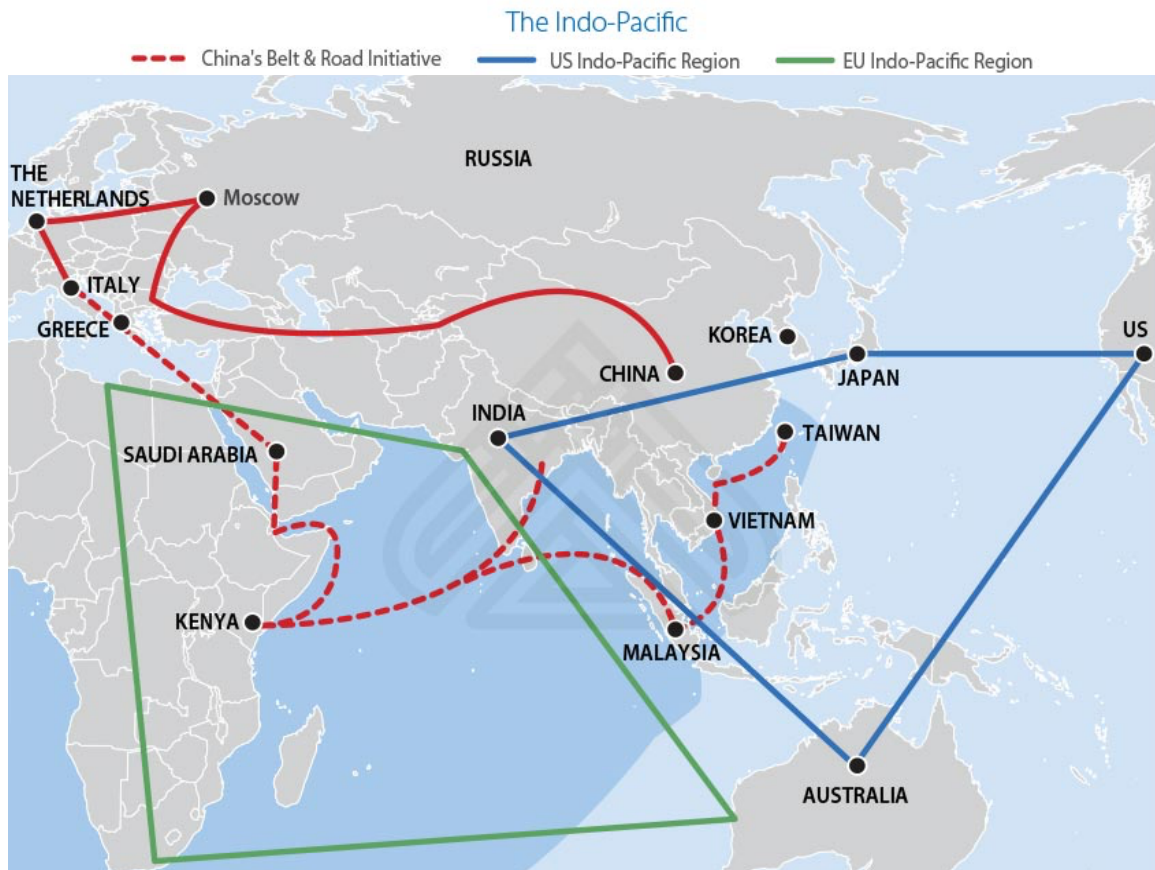 The Indo-Pacific
China's Belt & Road Initiative
US Indo-Pacific Region
EU Indo-Pacific Region
RUSSIA
THE
NETHERLANDS
Moscow
ITALY
GREECE
KOREA
US
CHINA
JAPAN
INDIA
TAIWAN
SAUDI ARABIA
VIETNAM
KENYA
MALAYSIA
AUSTRALIA